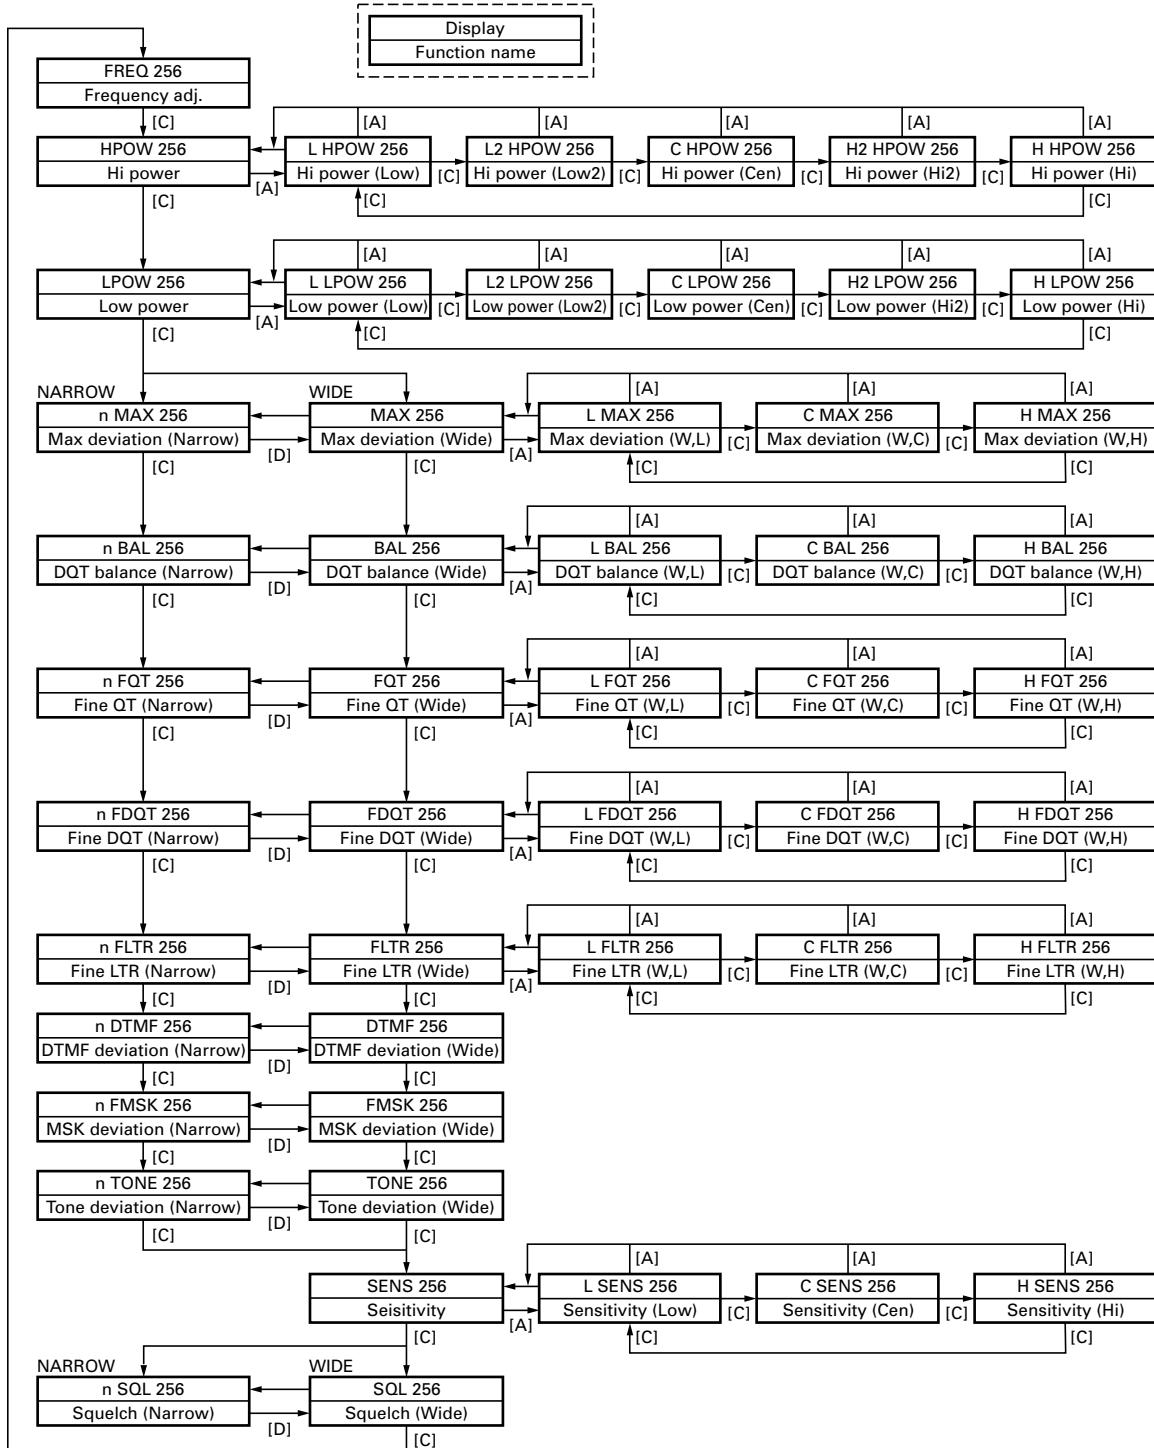 Display
Function name
FREQ 256
Frequency adj.
[C]
[A] [A] [A] [A] [A]
HPOW 256 L HPOW 256 L2 HPOW 256 C HPOW 256 H2 HPOW 256 H HPOW 256
Hi power Hi power (Low) Hi power (Low2) Hi power (Cen) Hi power (Hi2) Hi power (Hi)
[A] [C] [C] [C] [C]
[C] [C] [C]
[A] [A] [A] [A] [A]
LPOW 256 L LPOW 256 L2 LPOW 256 C LPOW 256 H2 LPOW 256 H LPOW 256
Low power Low power (Low) Low power (Low2) Low power (Cen) Low power (Hi2) Low power (Hi)
[A] [C] [C] [C] [C]
[C] [C] [C]
NARROW WIDE [A] [A] [A]
n MAX 256 MAX 256 L MAX 256 C MAX 256 H MAX 256
Max deviation (Narrow) Max deviation (Wide) Max deviation (W,L) Max deviation (W,C) Max deviation (W,H)
[D] [A] [C] [C]
[C] [C] [C] [C]
[A] [A] [A]
n BAL 256 BAL 256 L BAL 256 C BAL 256 H BAL 256
DQT balance (Narrow) DQT balance (Wide) DQT balance (W,L) DQT balance (W,C) DQT balance (W,H)
[D] [A] [C] [C]
[C] [C] [C] [C]
[A] [A] [A]
n FQT 256 FQT 256 L FQT 256 C FQT 256 H FQT 256
Fine QT (Narrow) Fine QT (Wide) Fine QT (W,L) Fine QT (W,C) Fine QT (W,H)
[D] [A] [C] [C]
[C] [C] [C] [C]
[A] [A] [A]
n FDQT 256 FDQT 256 L FDQT 256 C FDQT 256 H FDQT 256
Fine DQT (Narrow) Fine DQT (Wide) Fine DQT (W,L) Fine DQT (W,C) Fine DQT (W,H)
[D] [A] [C] [C]
[C] [C] [C] [C]
[A] [A] [A]
n FLTR 256 FLTR 256 L FLTR 256 C FLTR 256 H FLTR 256
Fine LTR (Narrow) Fine LTR (Wide) Fine LTR (W,L) Fine LTR (W,C) Fine LTR (W,H)
[D] [A] [C] [C]
[C] [C] [C] [C]
n DTMF 256 DTMF 256
DTMF deviation (Narrow) DTMF deviation (Wide)
[D]
[C] [C]
n FMSK 256 FMSK 256
MSK deviation (Narrow) MSK deviation (Wide)
[D]
[C] [C]
n TONE 256 TONE 256
Tone deviation (Narrow) Tone deviation (Wide)
[D]
[C] [C]
[A] [A] [A]
SENS 256 L SENS 256 C SENS 256 H SENS 256
Seisitivity Sensitivity (Low) Sensitivity (Cen) Sensitivity (Hi)
[A] [C] [C]
[C] [C] [C]
NARROW WIDE
n SQL 256 SQL 256
Squelch (Narrow) Squelch (Wide)
[D]
[C]